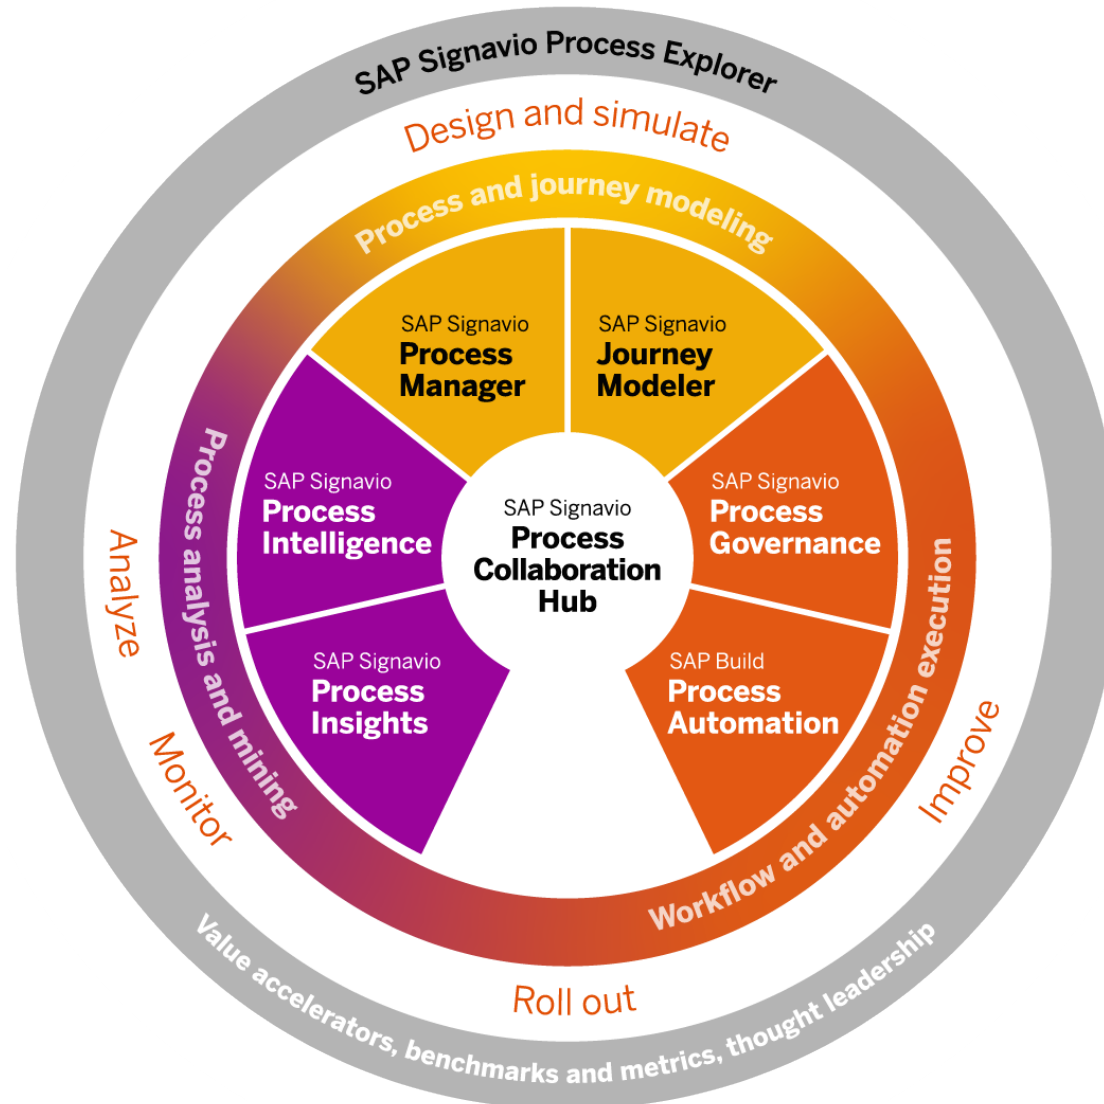 SAP Signavio Process Explorer
Design and simulate
Process and journey modeling
SAP Signavio
Process
Manager
SAP Signavio
Journey
Modeler
SAP Signavio
Process
Intelligence
SAP Signavio
Process
Collaboration
Hub
SAP Signavio
Process
Governance
SAP Signavio
Process
Insights
SAP Build
Process
Automation
Process analysis and mining
Workflow and automation execution
Analyze
Monitor
Improve
Roll out
Value accelerators, benchmarks and metrics, thought leadership